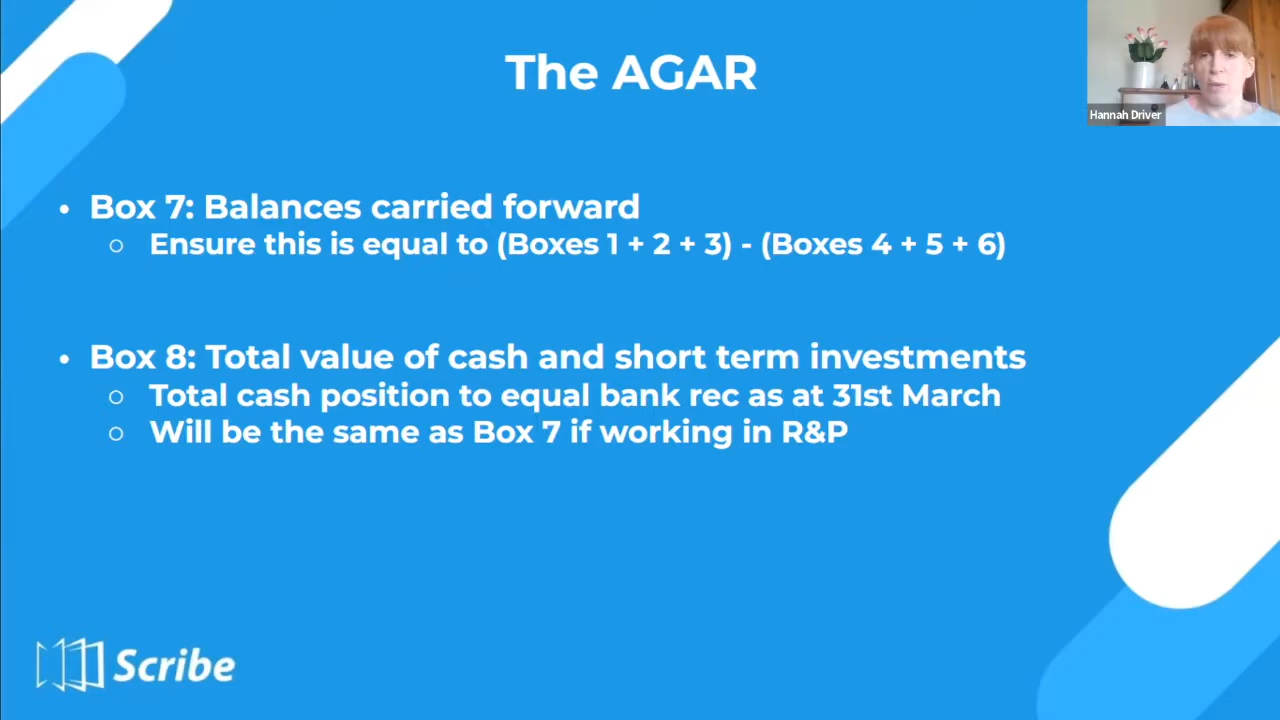 The AGAR
Hannah Driver
• Box 7: Balances carried forward
○ Ensure this is equal to (Boxes 1 + 2 + 3) - (Boxes 4 + 5 + 6)
• Box 8: Total value of cash and short term investments
○ Total cash position to equal bank rec as at 31st March
○ Will be the same as Box 7 if working in R&P
Scribe